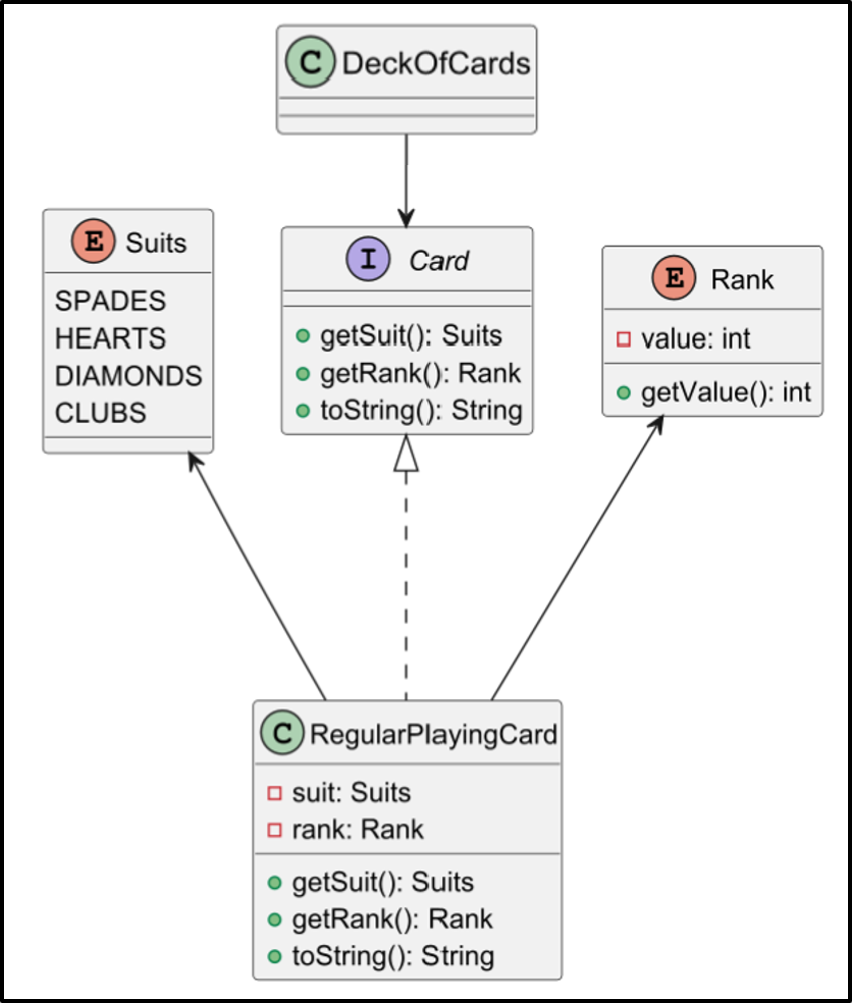 C DeckOfCards
E Suits
SPADES
HEARTS
DIAMONDS
CLUBS
I Card
getSuit(): Suits
getRank(): Rank
toString(): String
E Rank
value: int
getValue(): int
C RegularPlayingCard
suit: Suits
rank: Rank
getSuit(): Suits
getRank(): Rank
toString(): String